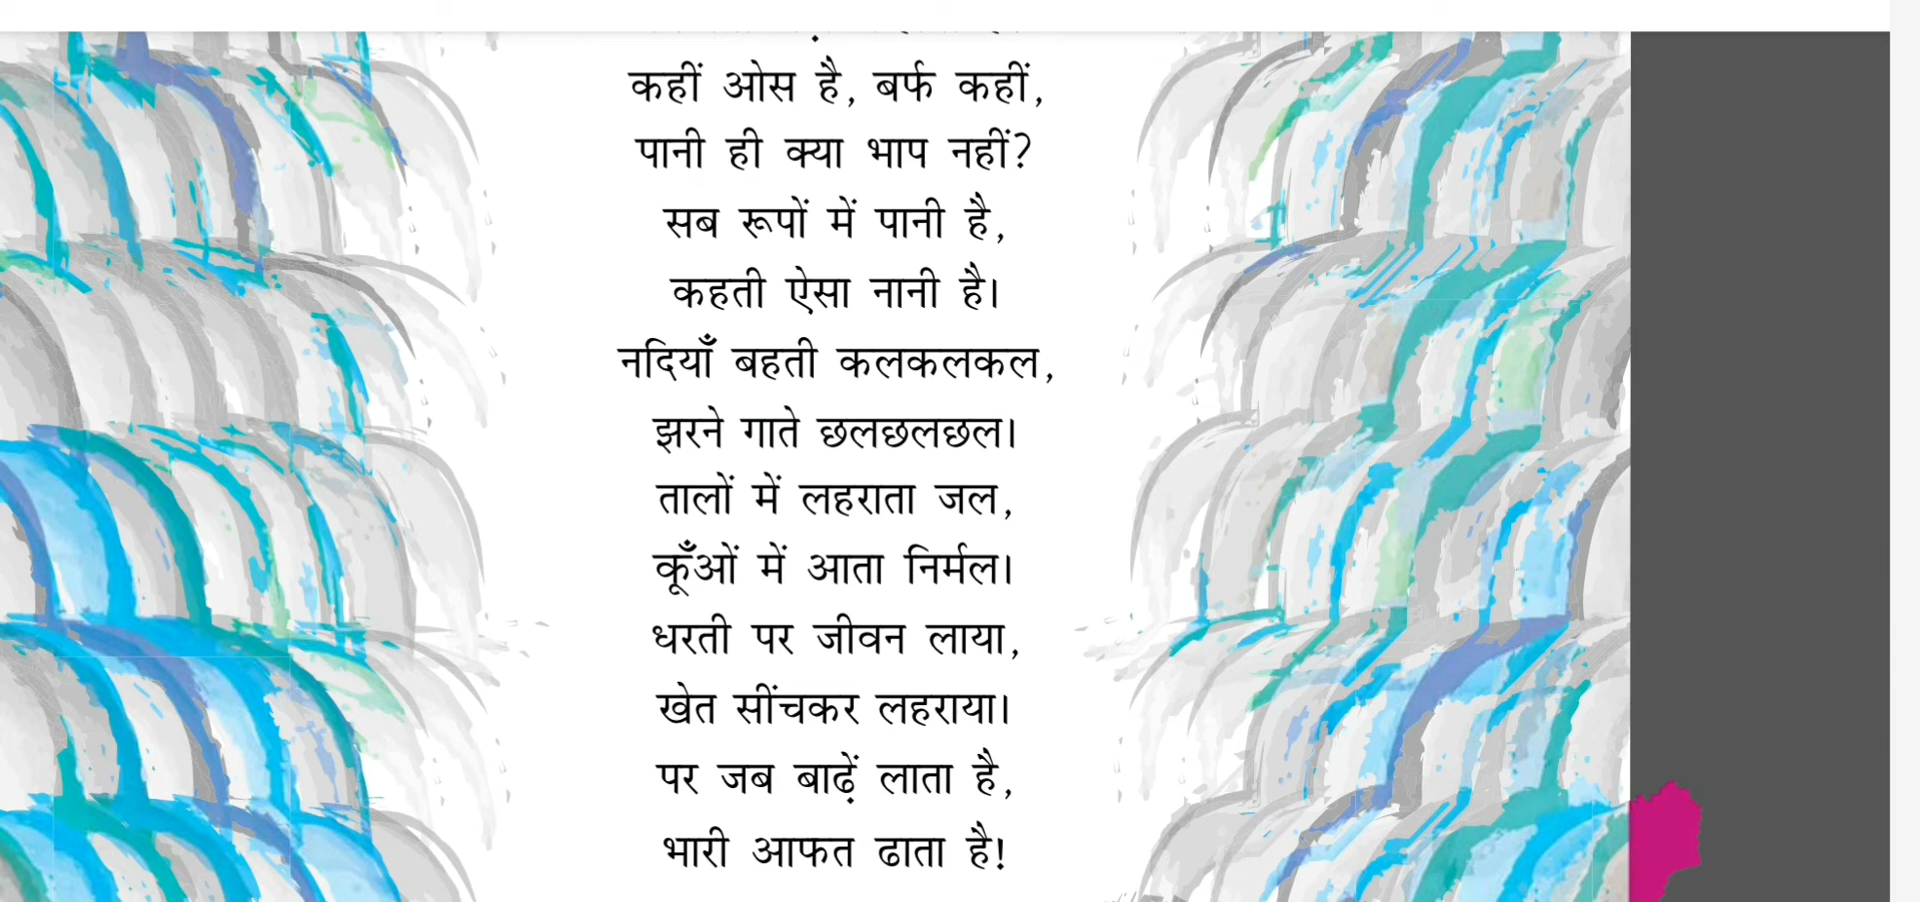 कहीं ओस है, बर्फ कहीं,
पानी ही क्या भाप नहीं?
सब रूपों में पानी है,
कहती ऐसा नानी है।
नदियाँ बहती कलकलकल,
झरने गाते छलछलछल।
तालों में लहराता जल,
कूँओं में आता निर्मल।
धरती पर जीवन लाया,
खेत सींचकर लहराया।
पर जब बाढ़ें लाता है,
भारी आफत ढाता है!